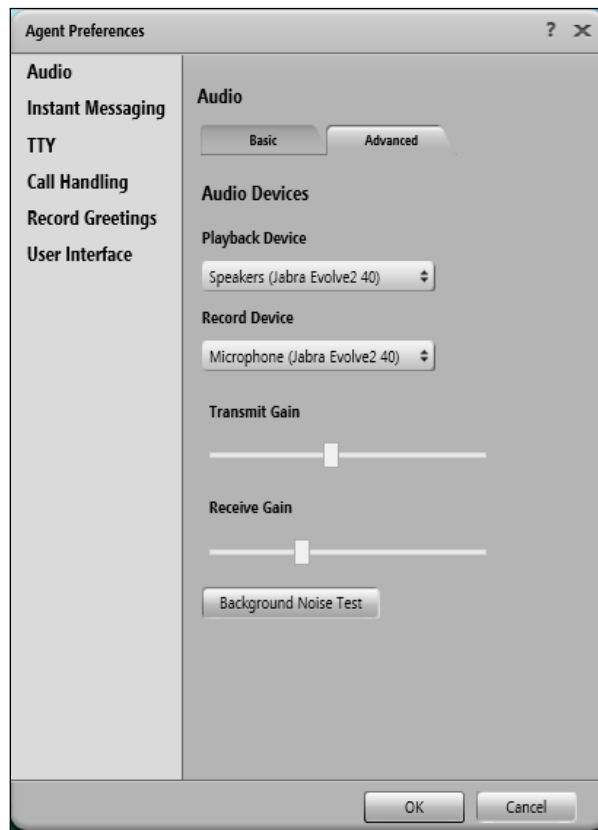 Agent Preferences ? ×
Audio
Instant Messaging
TTY
Call Handling
Record Greetings
User Interface
Audio
Basic
Advanced
Audio Devices
Playback Device
Speakers (Jabra Evolve2 40)
Record Device
Microphone (Jabra Evolve2 40)
Transmit Gain
Receive Gain
Background Noise Test
OK
Cancel